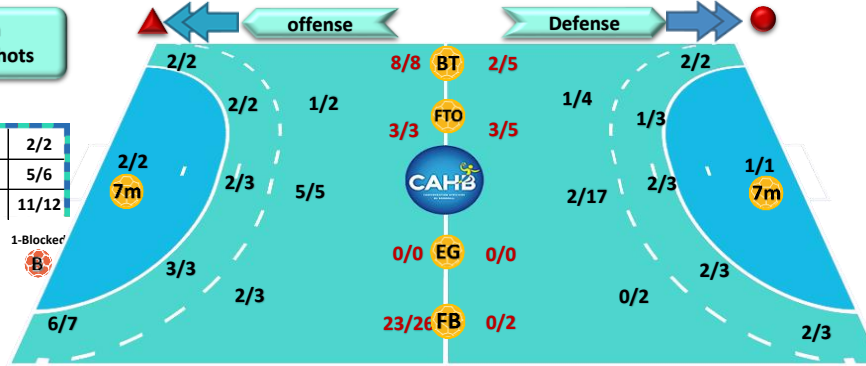 offense
Defense
2/2
8/8 BT 2/5
2/2
2/2
1/2
1/4
FTO
1/3
3/3
3/5
2/2
5/6
11/12
2/2
7m
2/3
5/5
CAHB
2/17
2/3
1/1
7m
1-Blocked
B
0/0 EG 0/0
3/3
2/3
2/3
0/2
6/7
23/26 FB 0/2
2/3